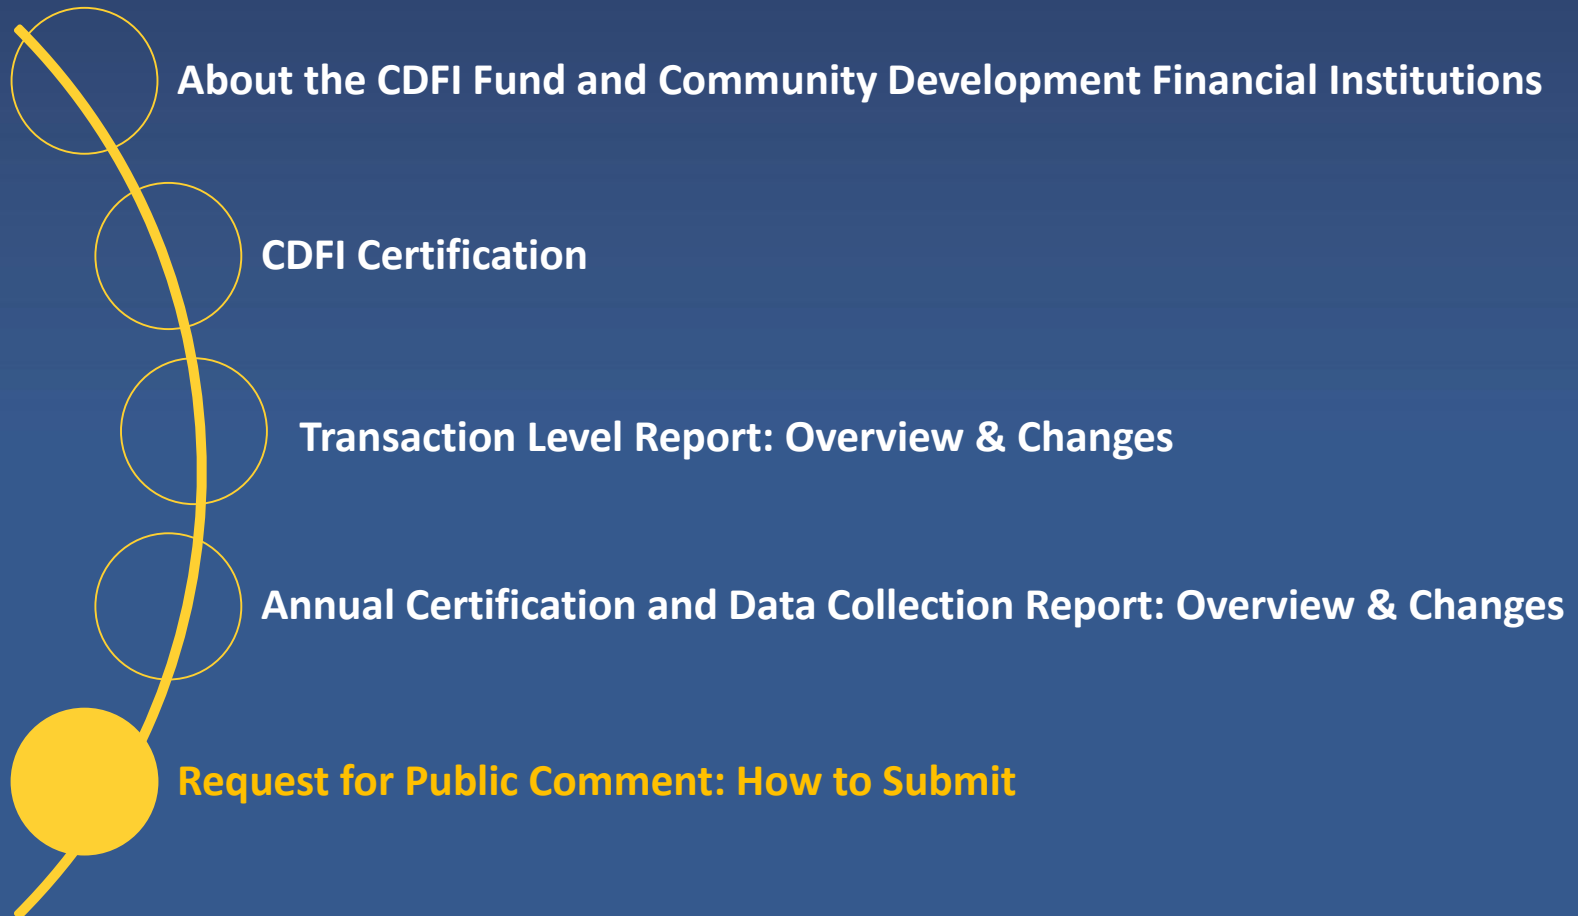 About the CDFI Fund and Community Development Financial Institutions
CDFI Certification
Transaction Level Report: Overview & Changes
Annual Certification and Data Collection Report: Overview & Changes
Request for Public Comment: How to Submit